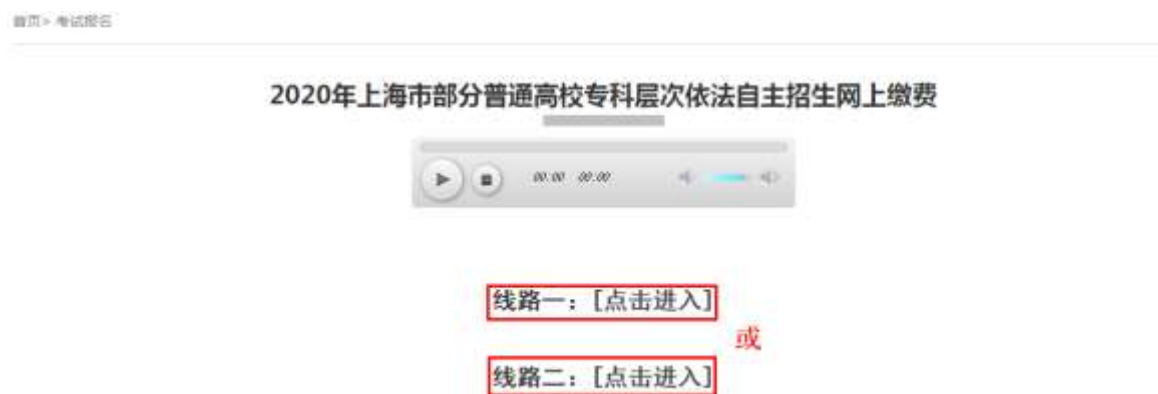 首页> 考试报名
2020年上海市部分普通高校专科层次依法自主招生网上缴费
00:00 00:00
线路一：[点击进入]
或
线路二：[点击进入]